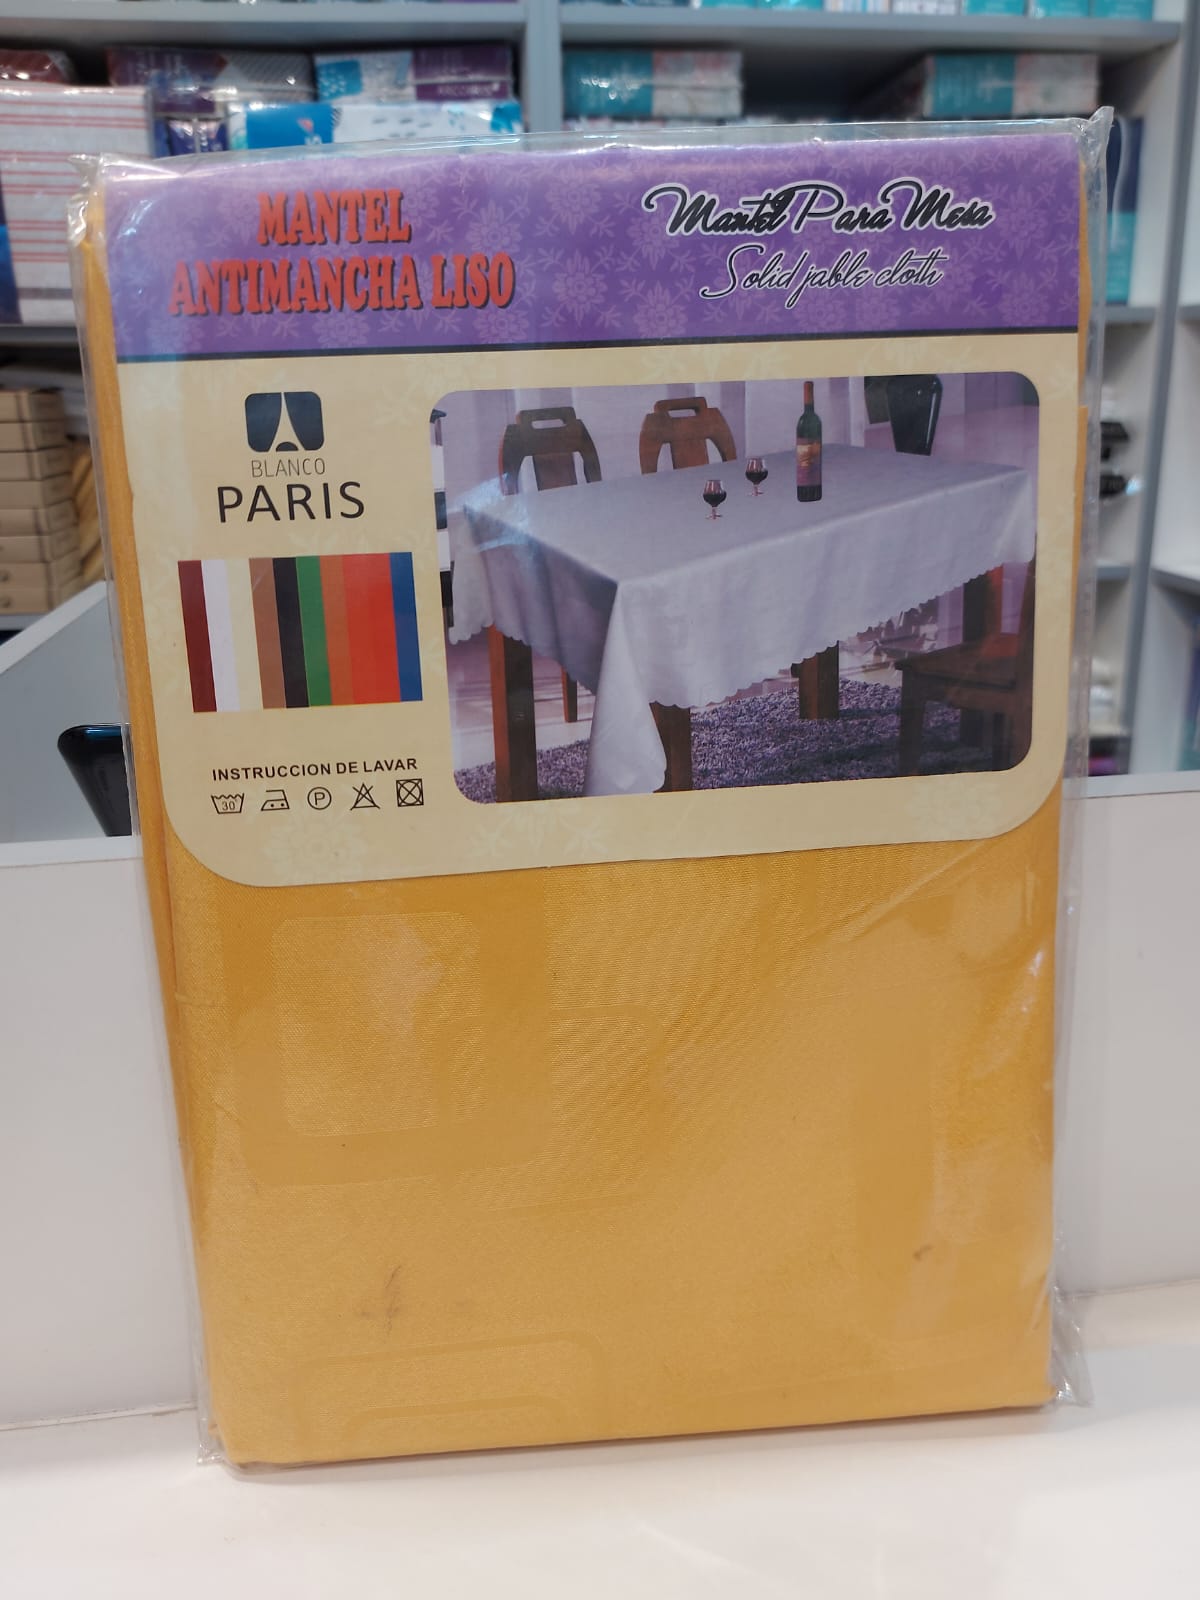 MANTEL
ANTIMANCHA LISO
Mantel Para Mesa
Solid jable cloth
BLANCO
PARIS
INSTRUCCION DE LAVAR
30
P